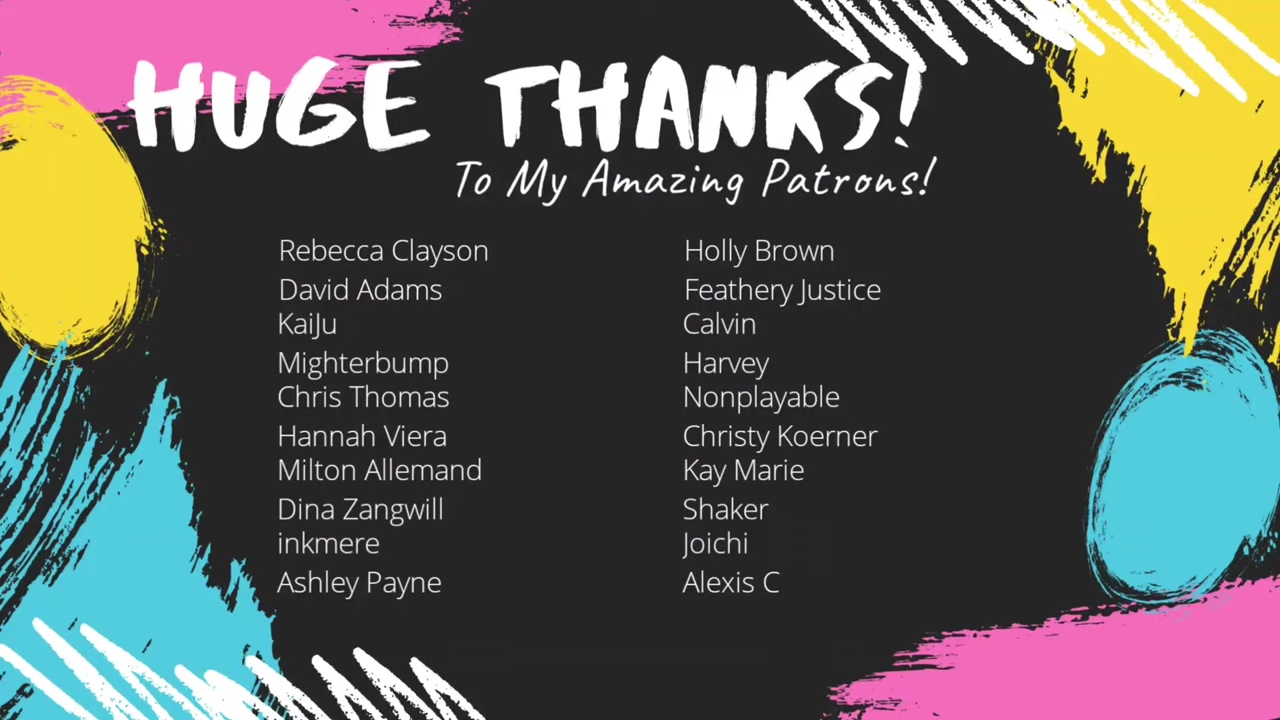 HUGE THANKS!
To My Amazing Patrons!
Rebecca Clayson
David Adams
KaiJu
Mighterbump
Chris Thomas
Hannah Viera
Milton Allemand
Dina Zangwill
inkmere
Ashley Payne
Holly Brown
Feathery Justice
Calvin
Harvey
Nonplayable
Christy Koerner
Kay Marie
Shaker
Joichi
Alexis C